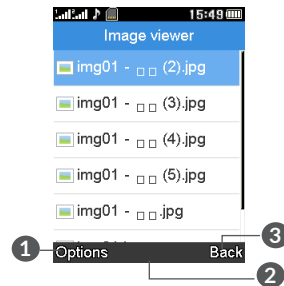 15:49
Image viewer
img01 - □ □ (2).jpg
img01 - □ □ (3).jpg
img01 - □ □ (4).jpg
img01 - □ □ (5).jpg
img01 - □ □.jpg
Options
Back
1
2
3